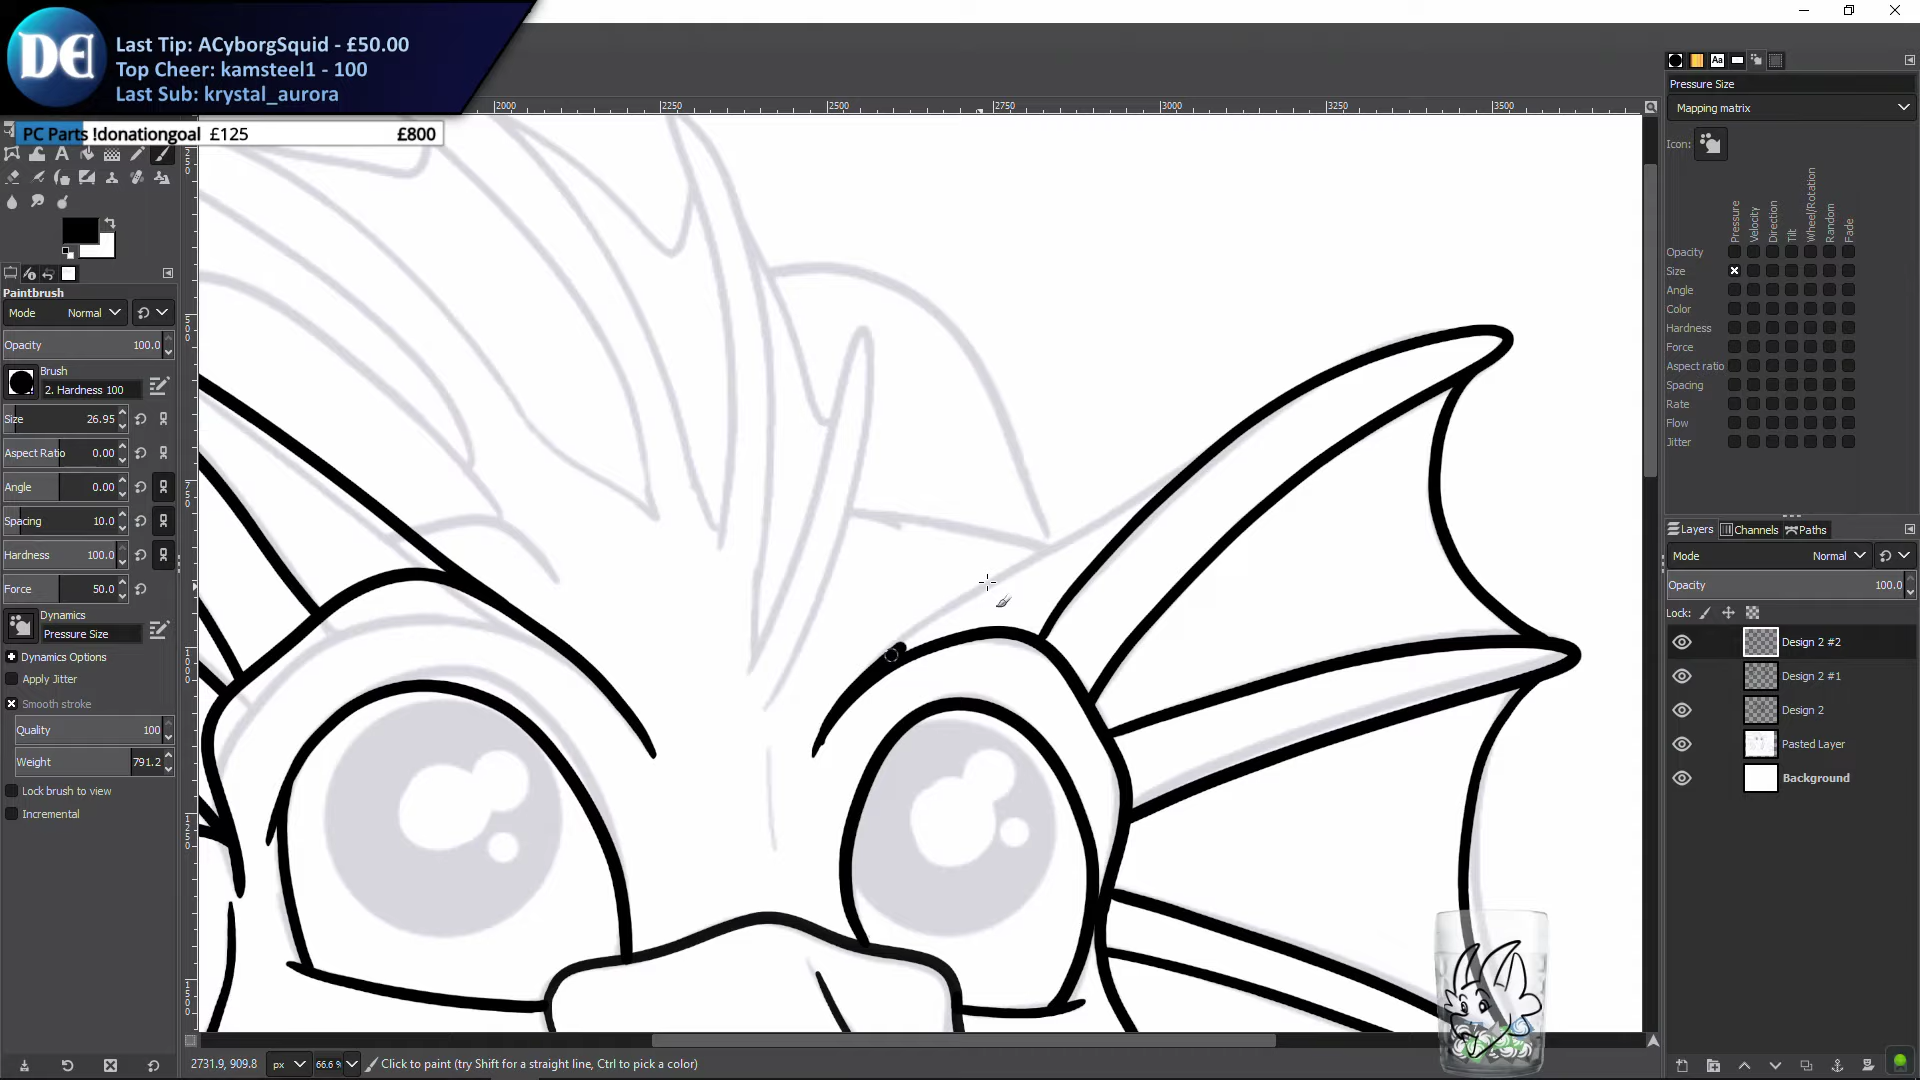 DE
Last Tip: ACyborgSquid - £50.00
Top Cheer: kamsteel1 - 100
Last Sub: krystal_aurora
PC Parts !donationgoal £125 £800
2000 2250 2500 2750 3000 3250 3500
Paintbrush
Mode Normal
Opacity 100.0
Brush
2. Hardness 100
Size 26.95
Aspect Ratio 0.00
Angle 0.00
Spacing 10.0
Hardness 100.0
Force 50.0
Dynamics
Pressure Size
Dynamics Options
Apply Jitter
Smooth stroke
Quality 100
Weight 791.2
Lock brush to view
Incremental
2731.9, 909.8 px 66.6 % Click to paint (try Shift for a straight line, Ctrl to pick a color)
Aa
Pressure Size
Mapping matrix
Icon:
Pressure Velocity Direction Tilt Wheel/Rotation Random Fade
Opacity
Size
Angle
Color
Hardness
Force
Aspect ratio
Spacing
Rate
Flow
Jitter
Layers Channels Paths
Mode Normal
Opacity 100.0
Lock:
Design 2 #2
Design 2 #1
Design 2
Pasted Layer
Background